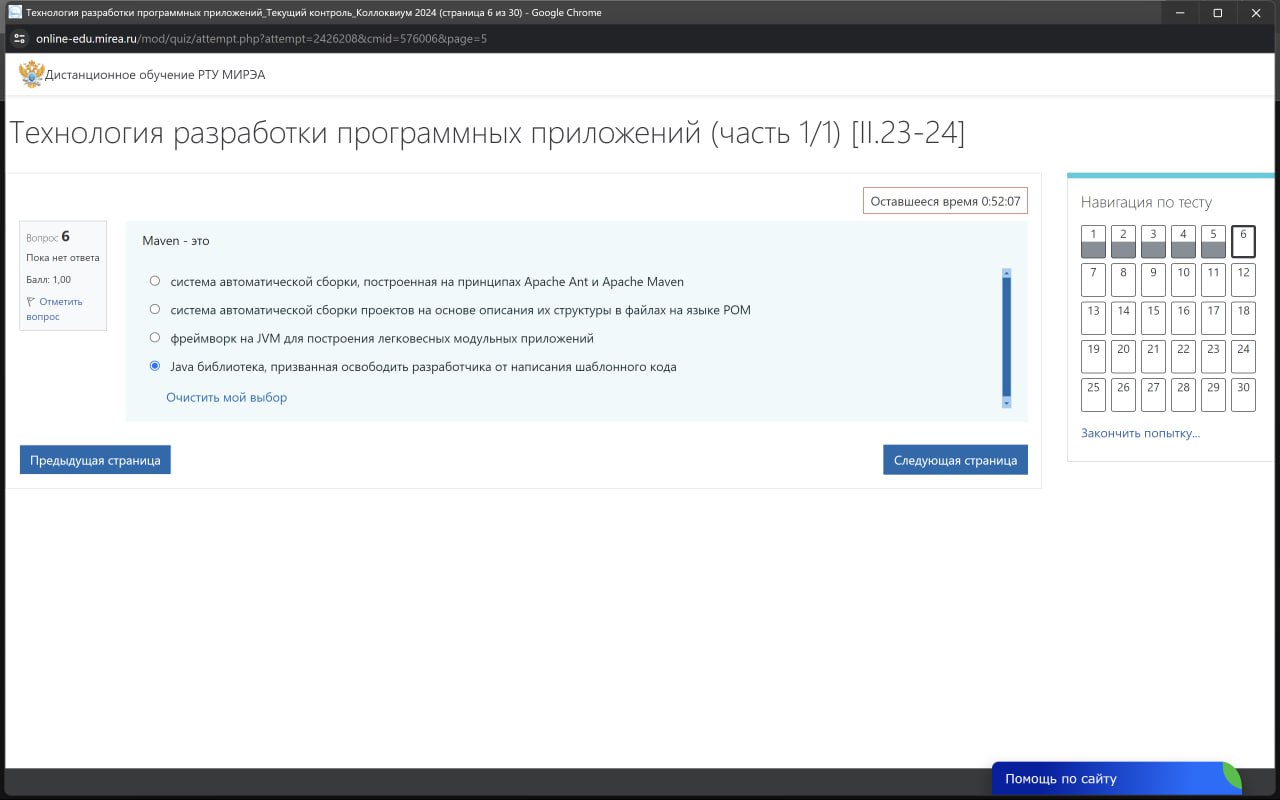 Технология разработки программных приложений_Текущий контроль_Коллоквиум 2024 (страница 6 из 30) - Google Chrome
online-edu.mirea.ru/mod/quiz/attempt.php?attempt=2426208&cmid=576006&page=5
Дистанционное обучение РТУ МИРЭА
Технология разработки программных приложений (часть 1/1) [II.23-24]
Оставшееся время 0:52:07
Вопрос 6
Пока нет ответа
Балл: 1,00
Отметить
вопрос
Maven - это
система автоматической сборки, построенная на принципах Apache Ant и Apache Maven
система автоматической сборки проектов на основе описания их структуры в файлах на языке POM
фреймворк на JVM для построения легковесных модульных приложений
Java библиотека, призванная освободить разработчика от написания шаблонного кода
Очистить мой выбор
Предыдущая страница
Следующая страница
Навигация по тесту
1 2 3 4 5 6
7 8 9 10 11 12
13 14 15 16 17 18
19 20 21 22 23 24
25 26 27 28 29 30
Закончить попытку...
Помощь по сайту